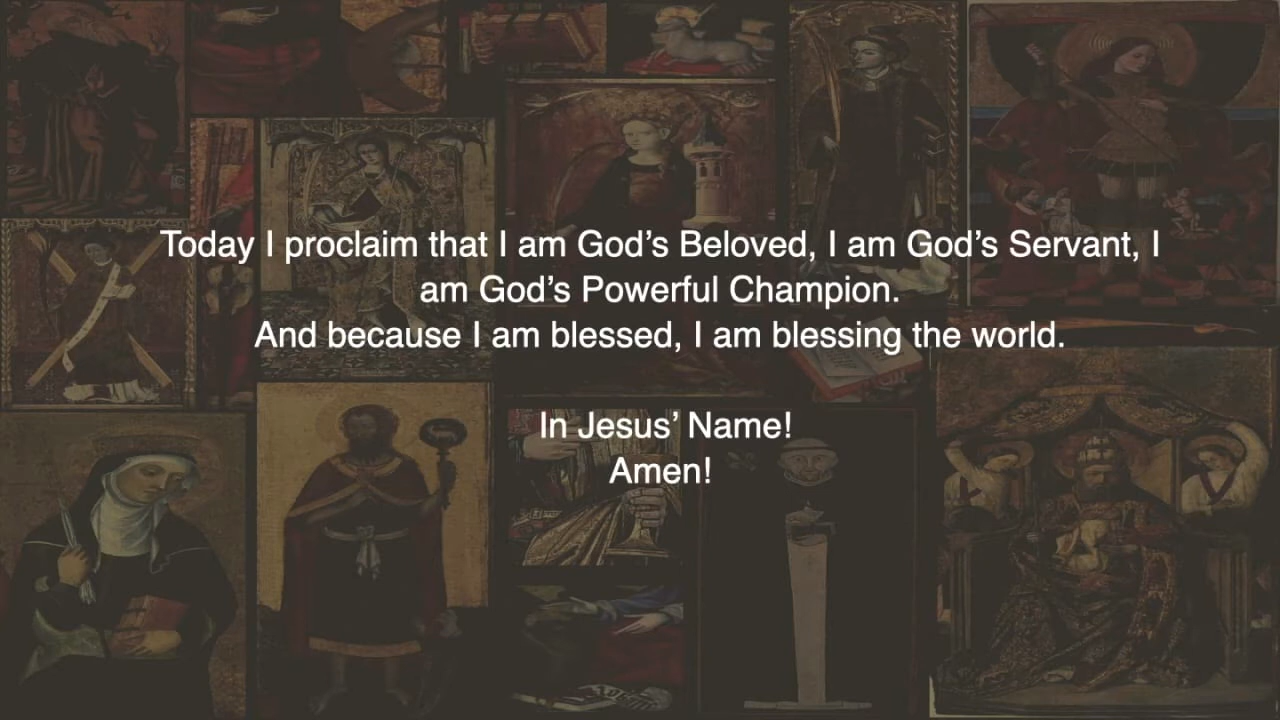 Today I proclaim that I am God’s Beloved, I am God’s Servant, I
am God’s Powerful Champion.
And because I am blessed, I am blessing the world.
In Jesus’ Name!
Amen!